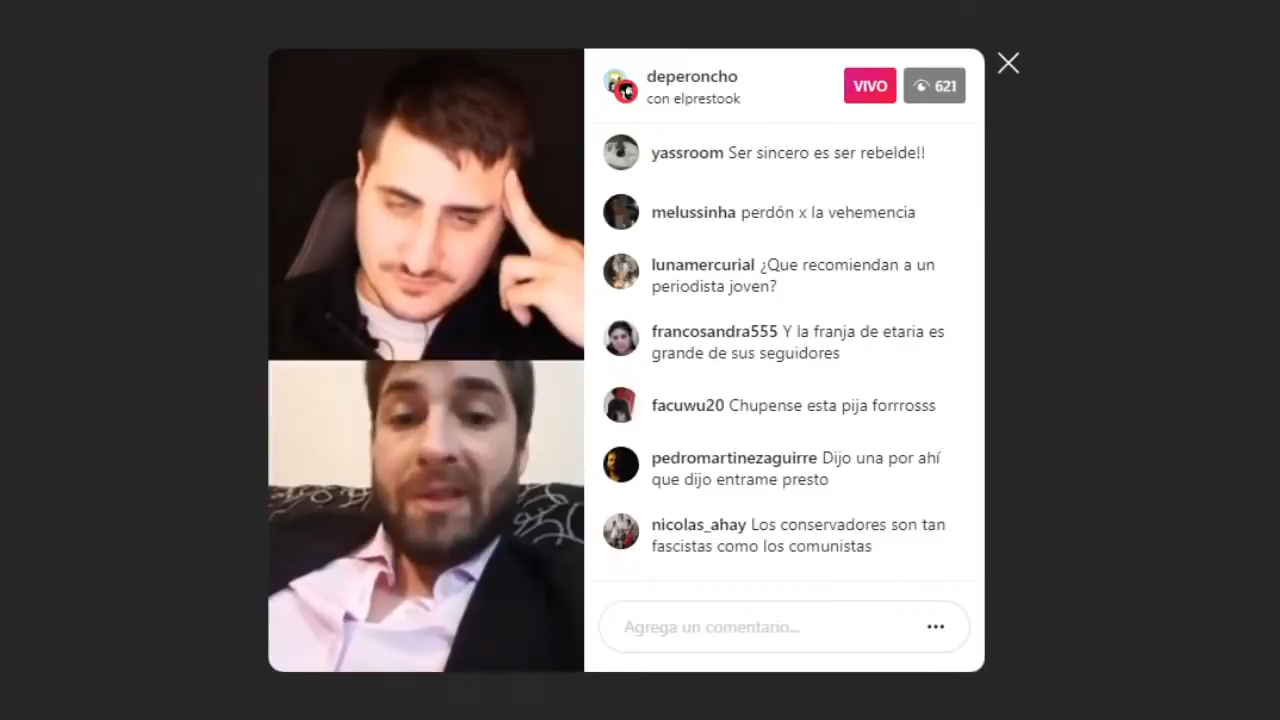 deperoncho
con elprestook
VIVO
621
yassroom Ser sincero es ser rebelde!!
melussinha perdón x la vehemencia
lunamercurial ¿Que recomiendan a un
periodista joven?
francosandra555 Y la franja de etaria es
grande de sus seguidores
facuwu20 Chupense esta pija forrrosss
pedromartinezaguirre Dijo una por ahí
que dijo entrame presto
nicolas_ahay Los conservadores son tan
fascistas como los comunistas
Agrega un comentario...